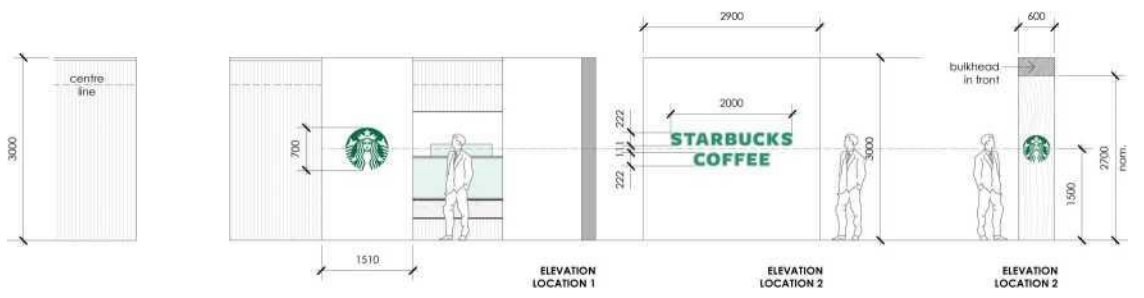 2900
600
centre
line
bulkhead
in front
3000
700
222
2000
STARBUCKS
111
COFFEE
222
3000
2700
nom.
1500
1510
ELEVATION
LOCATION 1
ELEVATION
LOCATION 2
ELEVATION
LOCATION 2